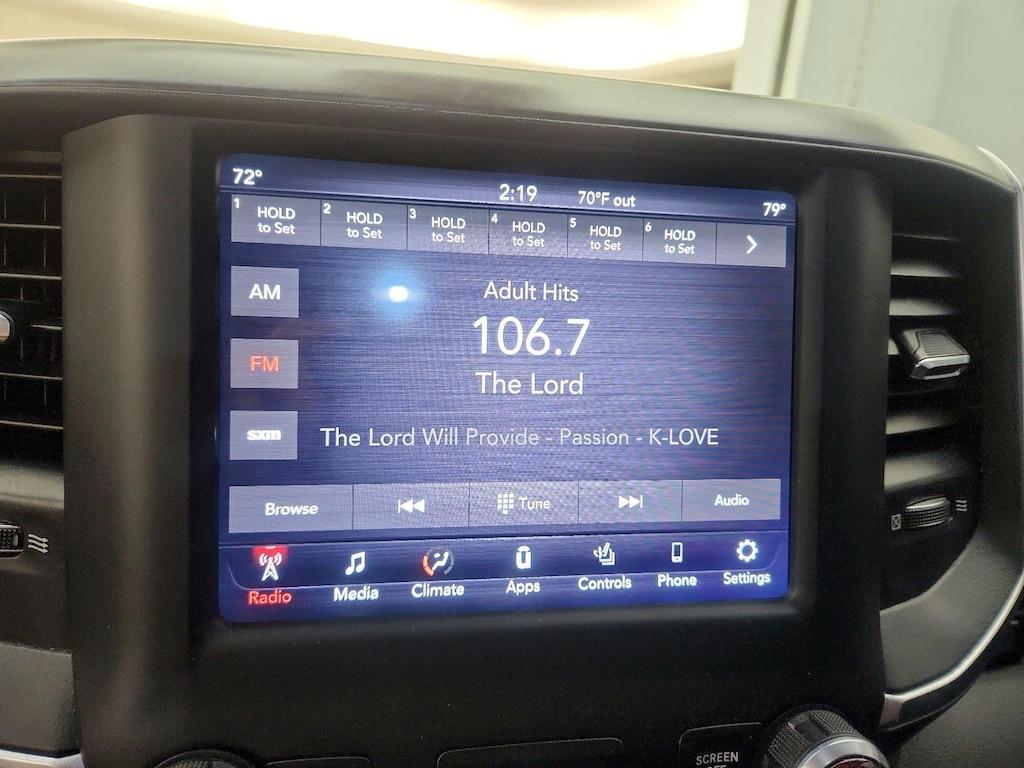 72°
2:19
70°F out
79°
1 HOLD to Set
2 HOLD to Set
3 HOLD to Set
4 HOLD to Set
5 HOLD to Set
6 HOLD to Set
AM
Adult Hits
106.7
FM
The Lord
sxm
The Lord Will Provide - Passion - K-LOVE
Browse
Tune
Audio
Radio
Media
Climate
Apps
Controls
Phone
Settings
SCREEN
OFF